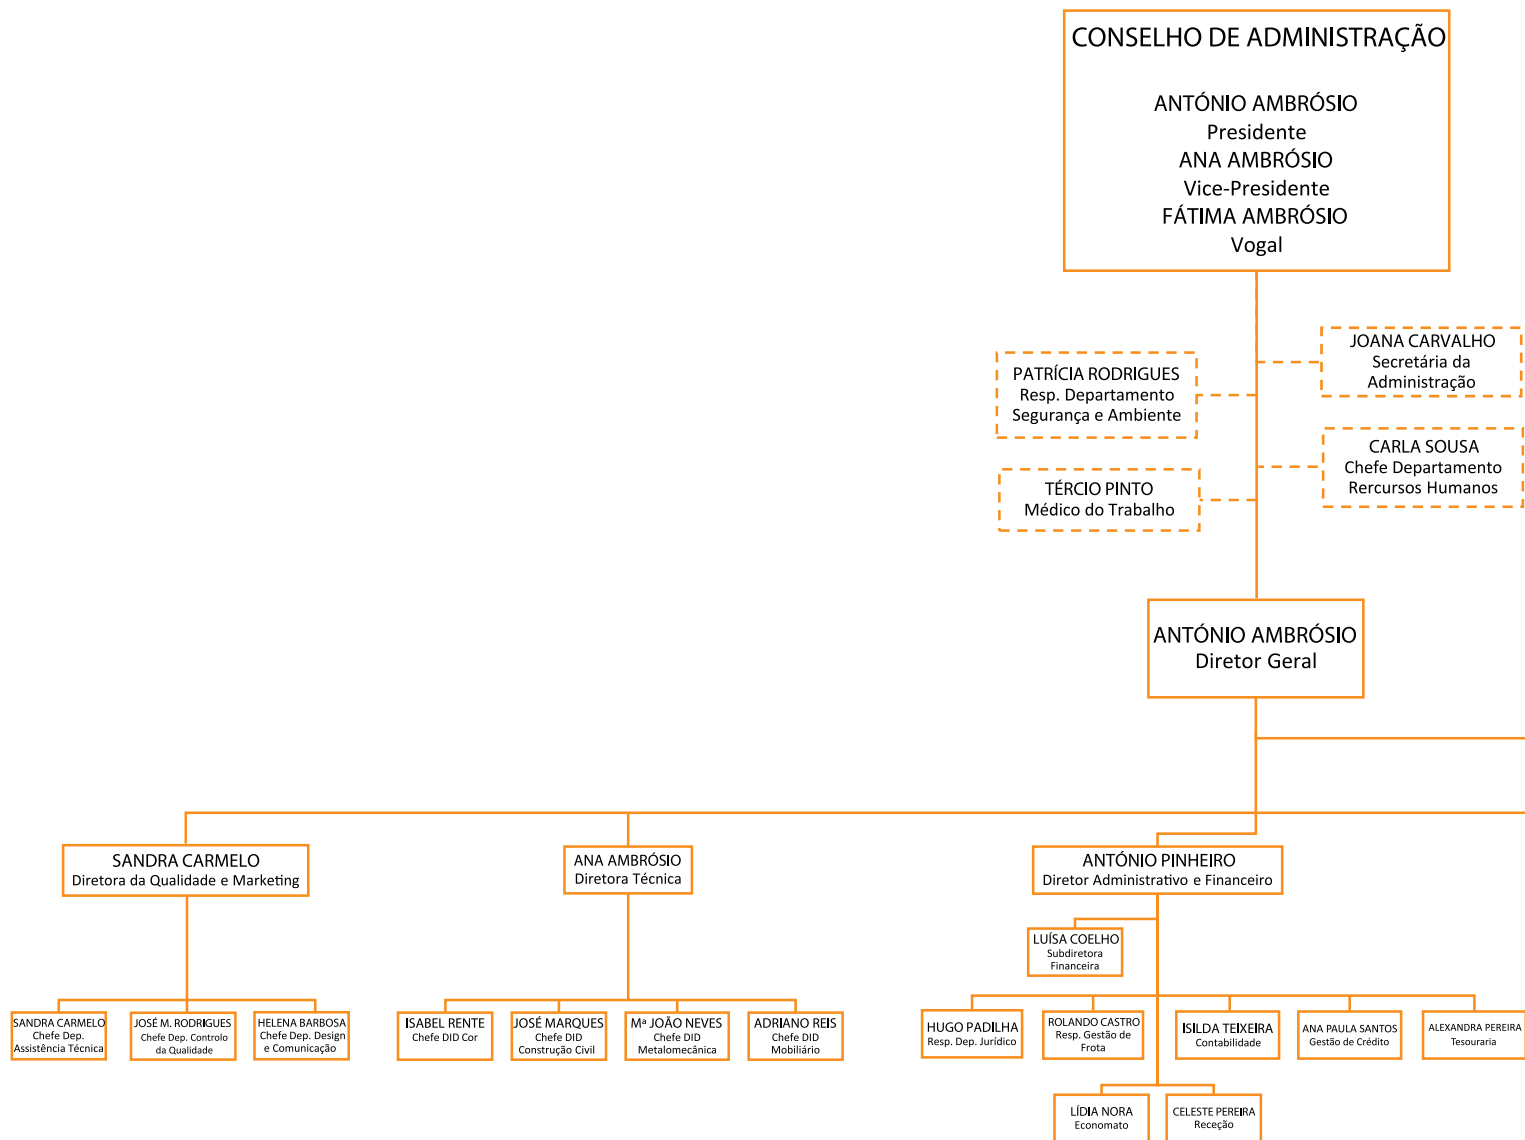 CONSELHO DE ADMINISTRAÇÃO
ANTÓNIO AMBRÓSIO
Presidente
ANA AMBRÓSIO
Vice-Presidente
FÁTIMA AMBRÓSIO
Vogal
JOANA CARVALHO
Secretária da
Administração
PATRÍCIA RODRIGUES
Resp. Departamento
Segurança e Ambiente
CARLA SOUSA
Chefe Departamento
Rercursos Humanos
TÉRCIO PINTO
Médico do Trabalho
ANTÓNIO AMBRÓSIO
Diretor Geral
SANDRA CARMELO
Diretora da Qualidade e Marketing
ANA AMBRÓSIO
Diretora Técnica
ANTÓNIO PINHEIRO
Diretor Administrativo e Financeiro
LUÍSA COELHO
Subdiretora
Financeira
SANDRA CARMELO
Chefe Dep.
Assistência Técnica
JOSÉ M. RODRIGUES
Chefe Dep. Controlo
da Qualidade
HELENA BARBOSA
Chefe Dep. Design
e Comunicação
ISABEL RENTE
Chefe DID Cor
JOSÉ MARQUES
Chefe DID
Construção Civil
Mª JOÃO NEVES
Chefe DID
Metalomecânica
ADRIANO REIS
Chefe DID
Mobiliário
HUGO PADILHA
Resp. Dep. Jurídico
ROLANDO CASTRO
Resp. Gestão de
Frota
ISILDA TEIXEIRA
Contabilidade
ANA PAULA SANTOS
Gestão de Crédito
ALEXANDRA PEREIRA
Tesouraria
LÍDIA NORA
Economato
CELESTE PEREIRA
Receção